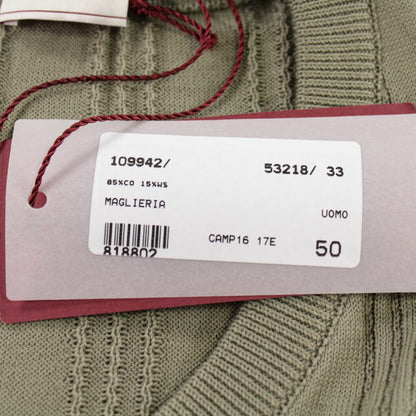 109942/ 53218/ 33
85%CO 15%WS
MAGLIERIA UOMO
CAMP16 17E 50
818802